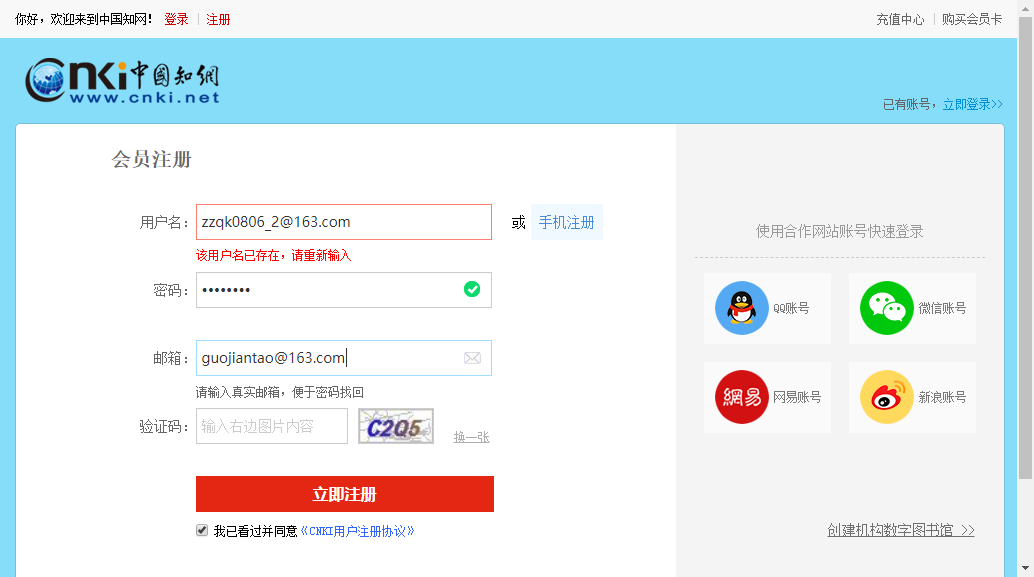 你好，欢迎来到中国知网！ 登录 | 注册 充值中心 | 购买会员卡
cnki中國知網
www.cnki.net
已有账号，立即登录>>
会员注册
用户名： zzqk0806_2@163.com 或 手机注册
该用户名已存在，请重新输入
密码： ••••••••
邮箱： guojiantao@163.com
请输入真实邮箱，便于密码找回
验证码： 输入右边图片内容 C2Q5 换一张
立即注册
我已看过并同意《CNKI用户注册协议》
使用合作网站账号快速登录
QQ账号 微信账号
網易 网易账号 新浪账号
创建机构数字图书馆 >>